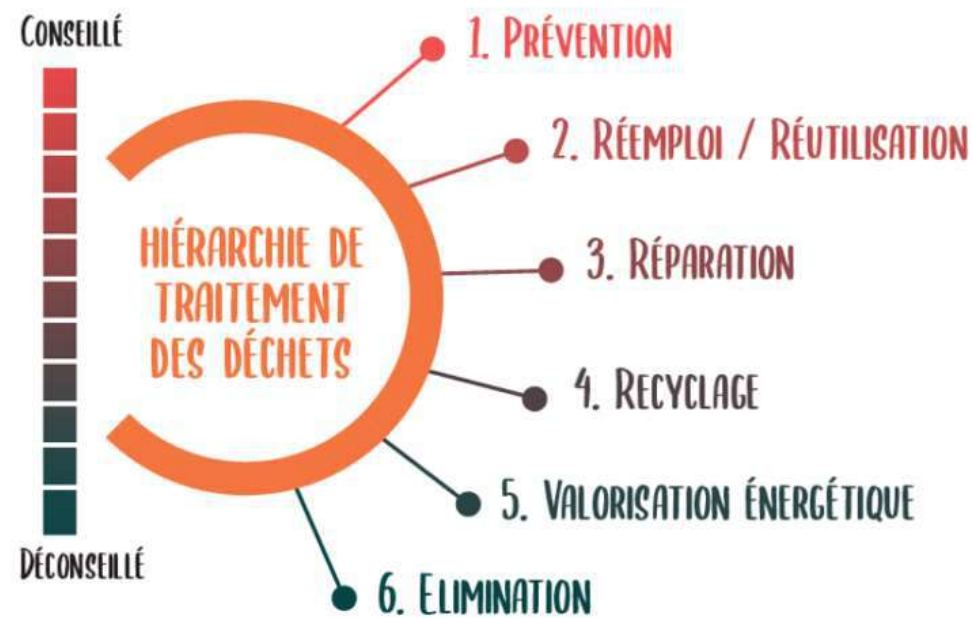 CONSEILLÉ
1. PRÉVENTION
2. RÉEMPLOI / RÉUTILISATION
HIÉRARCHIE DE
TRAITEMENT
DES DÉCHETS
3. RÉPARATION
4. RECYCLAGE
5. VALORISATION ÉNERGÉTIQUE
DÉCONSEILLÉ
6. ELIMINATION